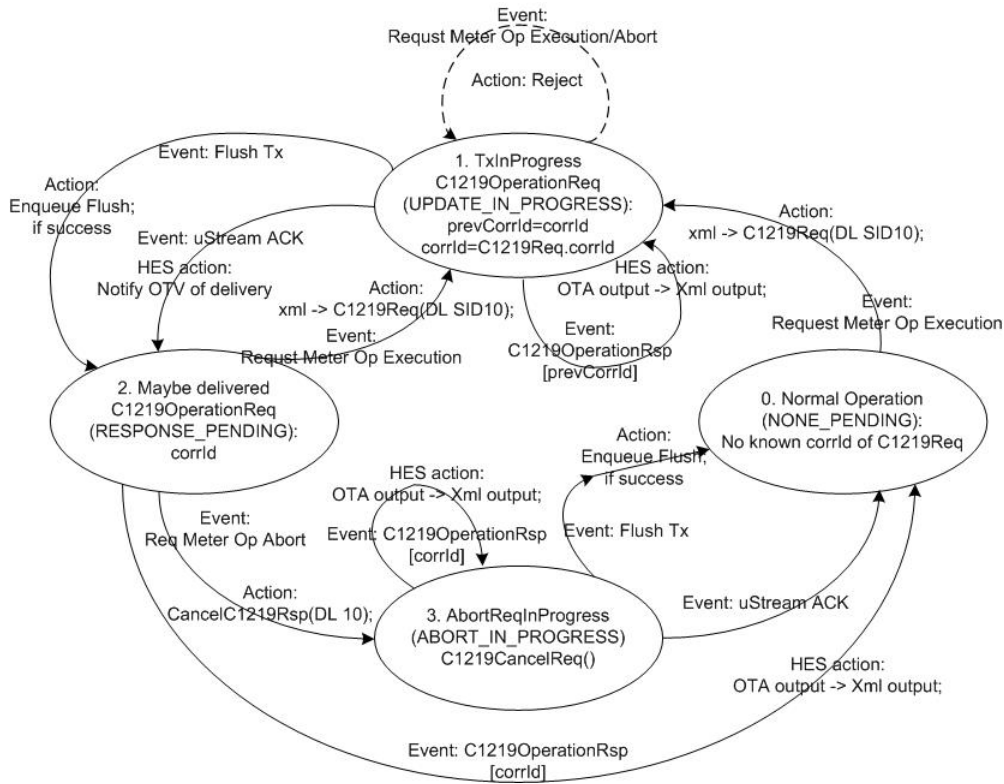 Event:
Requst Meter Op Execution/Abort
Action: Reject
Event: Flush Tx
1. TxInProgress
C1219OperationReq
(UPDATE_IN_PROGRESS):
prevCorrId=corrId
corrId=C1219Req.corrId
Action:
Enqueue Flush;
if success
Action:
xml -> C1219Req(DL SID10);
Event: uStream ACK
HES action:
Notify OTV of delivery
HES action:
OTA output -> Xml output;
Action:
xml -> C1219Req(DL SID10);
Event:
Request Meter Op Execution
Event:
Requst Meter Op Execution
Event:
C1219OperationRsp
[prevCorrId]
2. Maybe delivered
C1219OperationReq
(RESPONSE_PENDING):
corrId
0. Normal Operation
(NONE_PENDING):
No known corrId of C1219Req
Action:
Enqueue Flush;
if success
HES action:
OTA output -> Xml output;
Event:
Req Meter Op Abort
Event: C1219OperationRsp
[corrId]
Event: Flush Tx
Action:
CancelC1219Rsp(DL 10);
3. AbortReqInProgress
(ABORT_IN_PROGRESS)
C1219CancelReq()
Event: uStream ACK
HES action:
OTA output -> Xml output;
Event: C1219OperationRsp
[corrId]